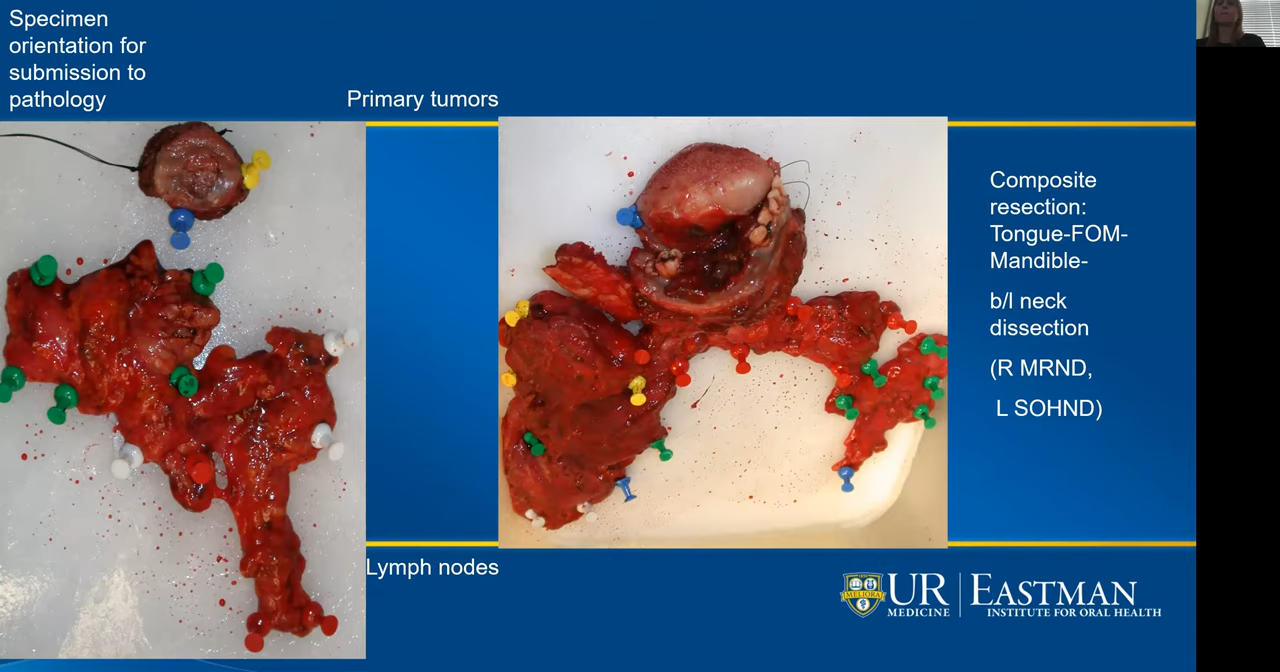 Specimen
orientation for
submission to
pathology
Primary tumors
Composite
resection:
Tongue-FOM-
Mandible-
b/l neck
dissection
(R MRND,
L SOHND)
Lymph nodes
MELIORA
UR
MEDICINE
EASTMAN
INSTITUTE FOR ORAL HEALTH